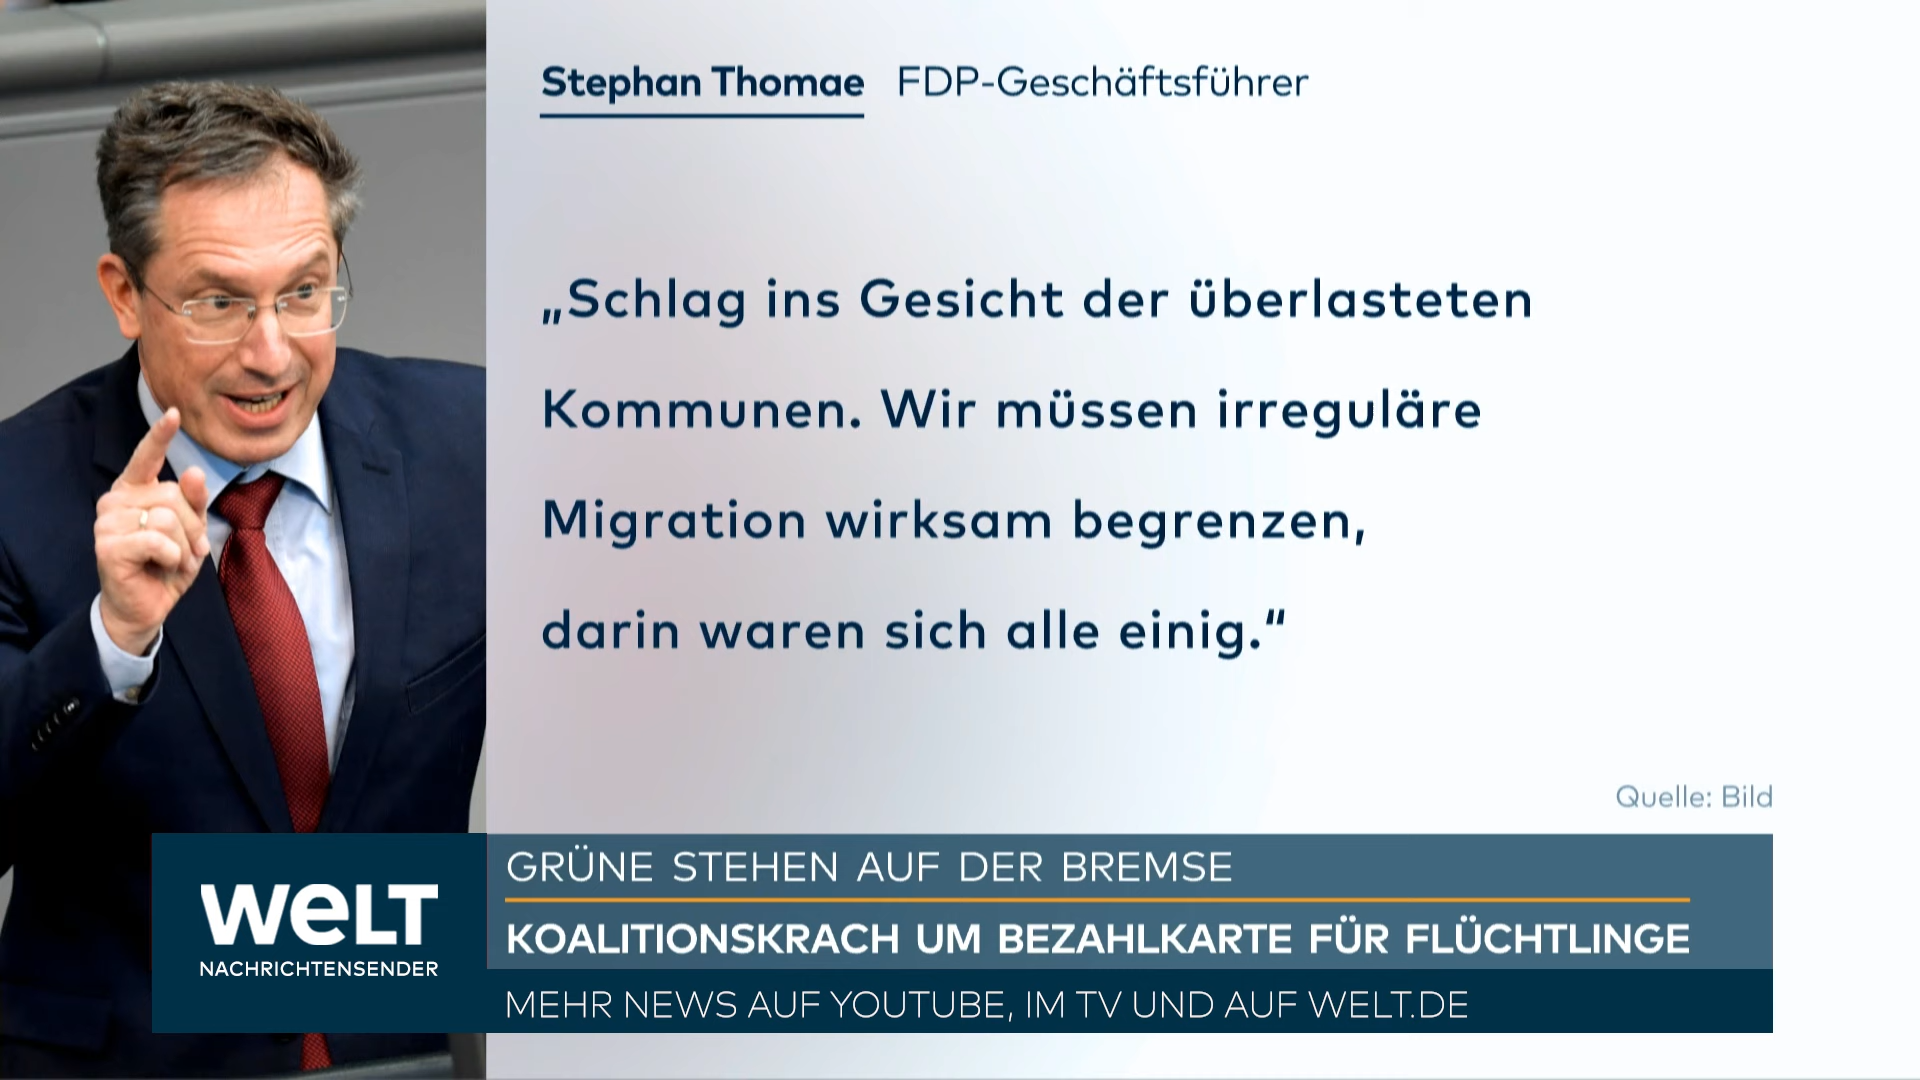 Stephan Thomae FDP-Geschäftsführer
„Schlag ins Gesicht der überlasteten
Kommunen. Wir müssen irreguläre
Migration wirksam begrenzen,
darin waren sich alle einig.“
Quelle: Bild
GRÜNE STEHEN AUF DER BREMSE
KOALITIONSKRACH UM BEZAHLKARTE FÜR FLÜCHTLINGE
MEHR NEWS AUF YOUTUBE, IM TV UND AUF WELT.DE
WELT
NACHRICHTENSENDER